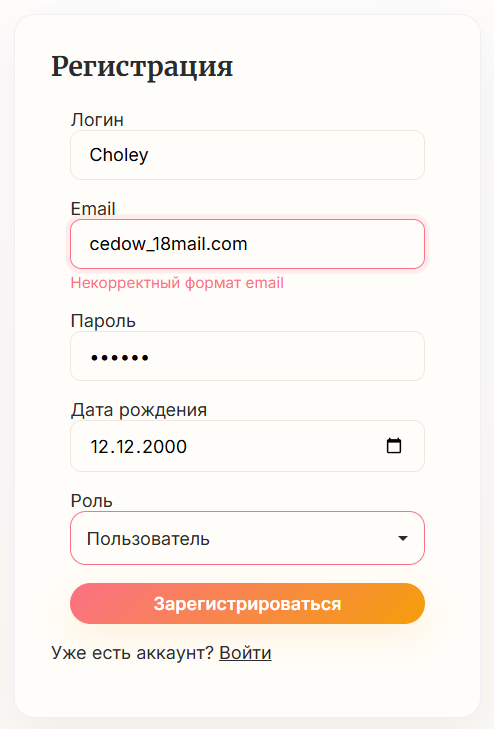 Регистрация
Логин
Choley
Email
cedow_18mail.com
Некорректный формат email
Пароль
••••••
Дата рождения
12.12.2000
Роль
Пользователь
Зарегистрироваться
Уже есть аккаунт? Войти